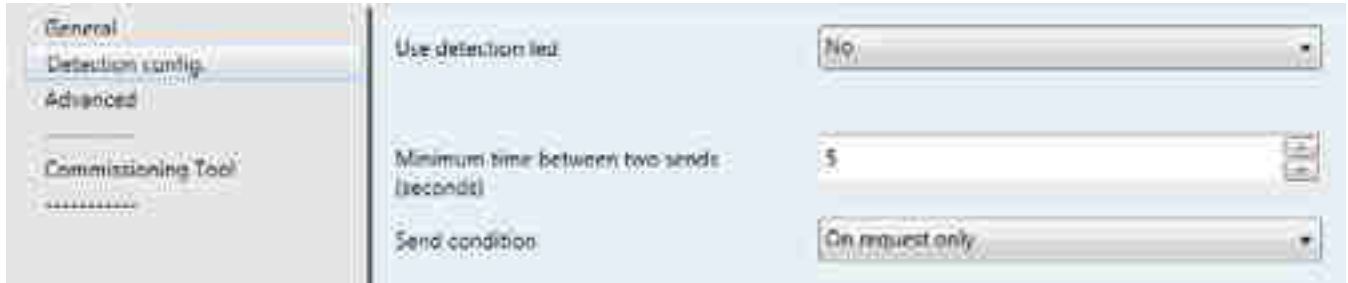 General
Detection config.
Advanced
Commissioning Tool
Use detection led
No
Minimum time between two sends
(seconds)
5
Send condition
On request only